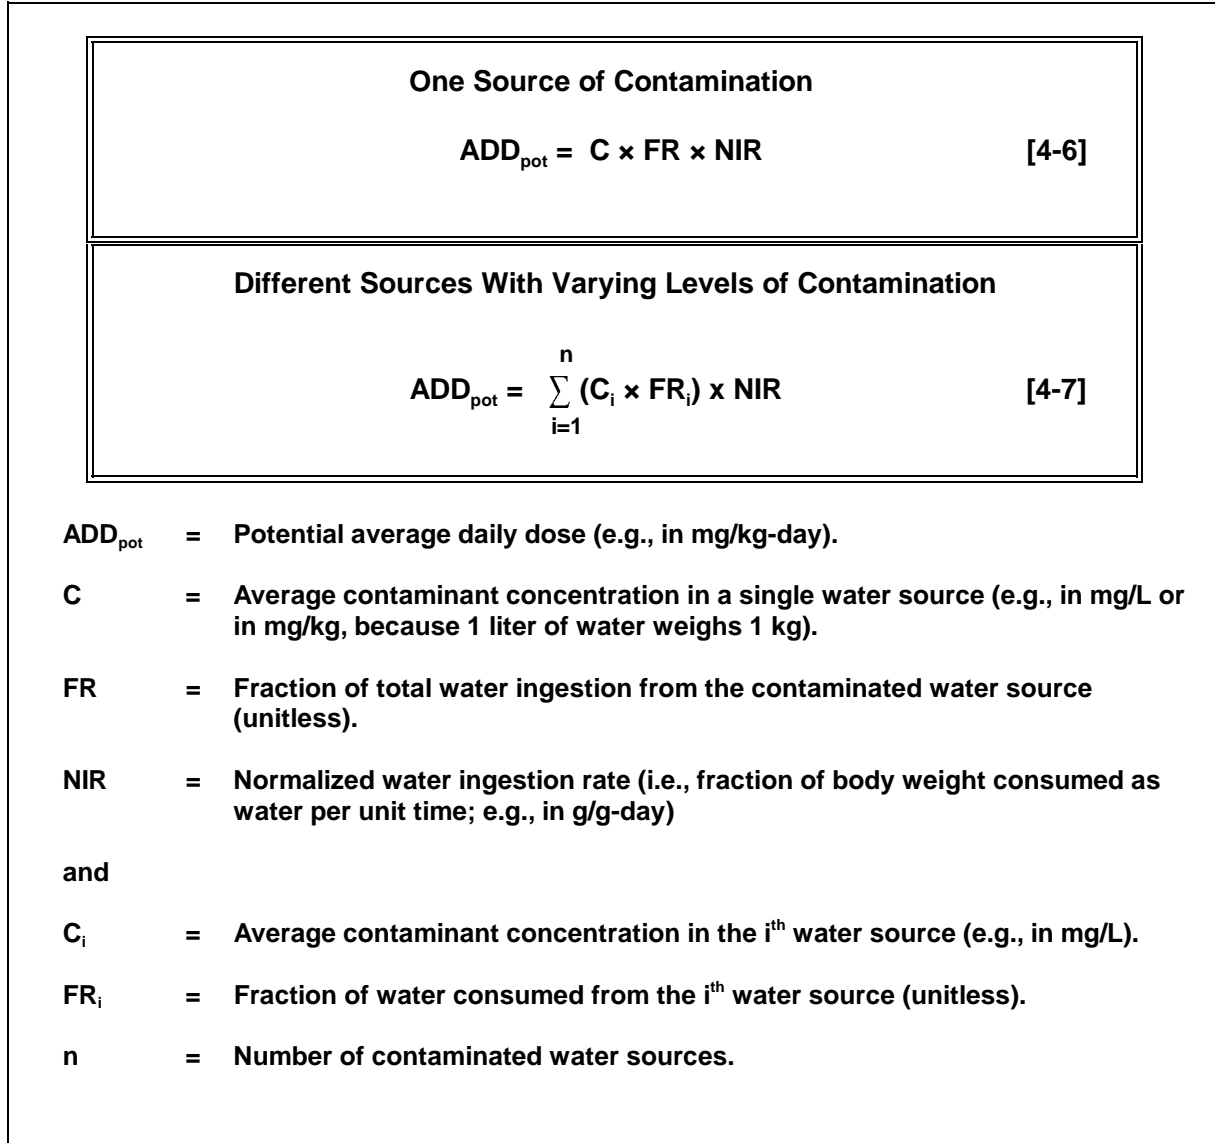 One Source of Contamination
ADDpot = C × FR × NIR [4-6]
Different Sources With Varying Levels of Contamination
n
ADDpot = ∑ (Ci × FRi) x NIR [4-7]
i=1
ADDpot = Potential average daily dose (e.g., in mg/kg-day).
C = Average contaminant concentration in a single water source (e.g., in mg/L or
in mg/kg, because 1 liter of water weighs 1 kg).
FR = Fraction of total water ingestion from the contaminated water source
(unitless).
NIR = Normalized water ingestion rate (i.e., fraction of body weight consumed as
water per unit time; e.g., in g/g-day)
and
Ci = Average contaminant concentration in the ith water source (e.g., in mg/L).
FRi = Fraction of water consumed from the ith water source (unitless).
n = Number of contaminated water sources.